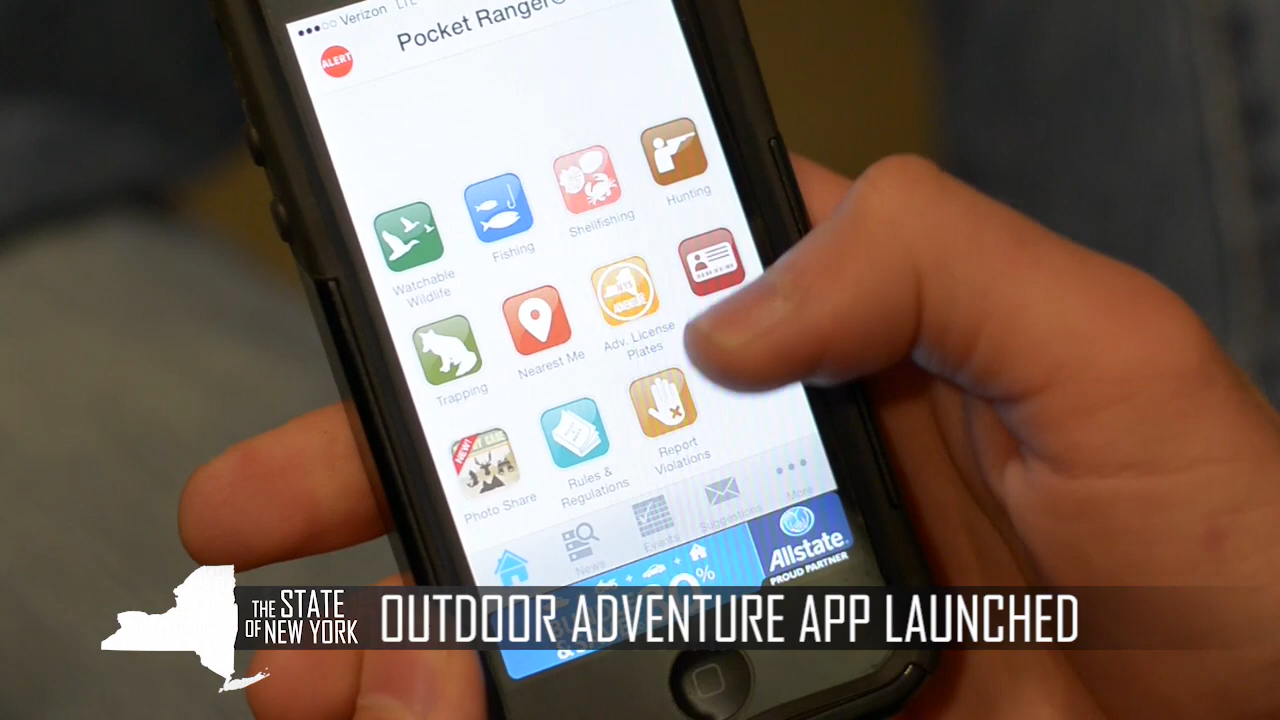 Verizon LTE
ALERT
Pocket Ranger®
Watchable
Wildlife
Fishing
Shellfishing
Hunting
Trapping
Nearest Me
NYS
Adv. License
Plates
NEW!
Photo Share
Rules &
Regulations
Report
Violations
News
Events
Suggestions
More
Allstate
PROUD PARTNER
THE STATE
OF NEW YORK
OUTDOOR ADVENTURE APP LAUNCHED